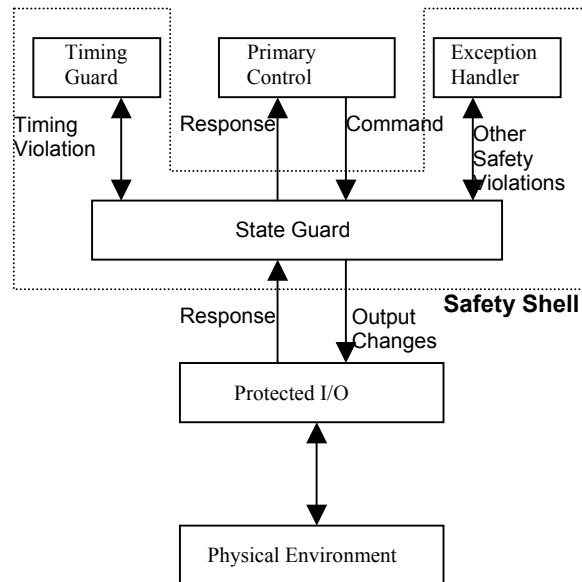 Timing
Guard
Primary
Control
Exception
Handler
Timing
Violation
Response
Command
Other
Safety
Violations
State Guard
Safety Shell
Response
Output
Changes
Protected I/O
Physical Environment